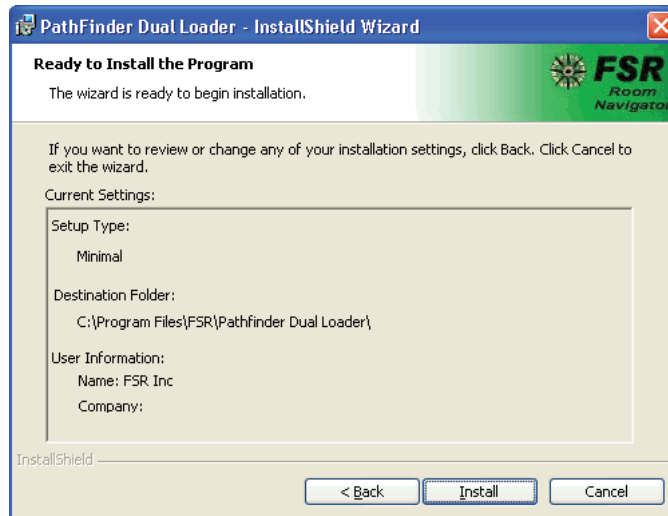 PathFinder Dual Loader - InstallShield Wizard
Ready to Install the Program
The wizard is ready to begin installation.
FSR
Room
Navigator
If you want to review or change any of your installation settings, click Back. Click Cancel to
exit the wizard.
Current Settings:
Setup Type:
Minimal
Destination Folder:
C:\Program Files\FSR\Pathfinder Dual Loader\
User Information:
Name: FSR Inc
Company:
InstallShield
< Back
Install
Cancel